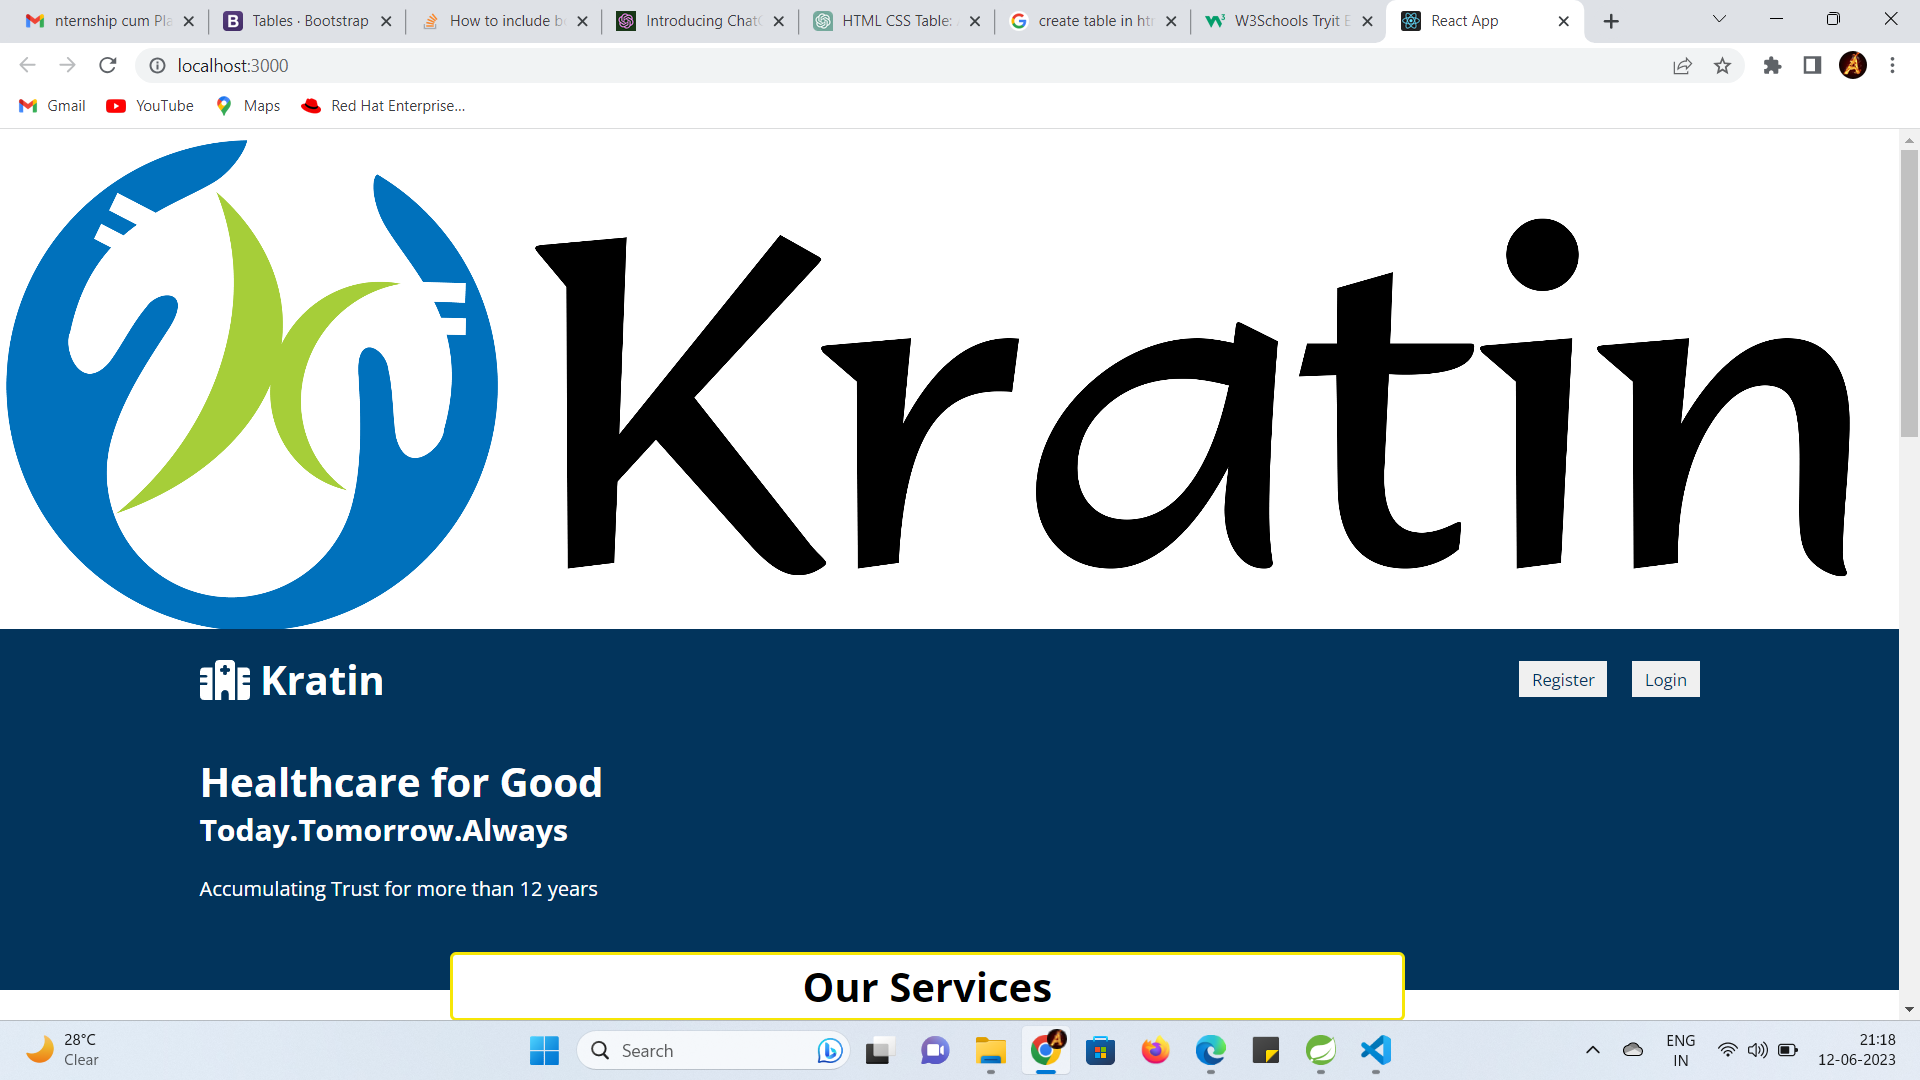 nternship cum Pla
Tables · Bootstrap
How to include b
Introducing Chat
HTML CSS Table:
create table in htm
W3Schools Tryit E
React App
localhost:3000
Gmail
YouTube
Maps
Red Hat Enterprise...
Kratin
Kratin
Register
Login
Healthcare for Good
Today.Tomorrow.Always
Accumulating Trust for more than 12 years
Our Services
28°C
Clear
Search
ENG
IN
21:18
12-06-2023